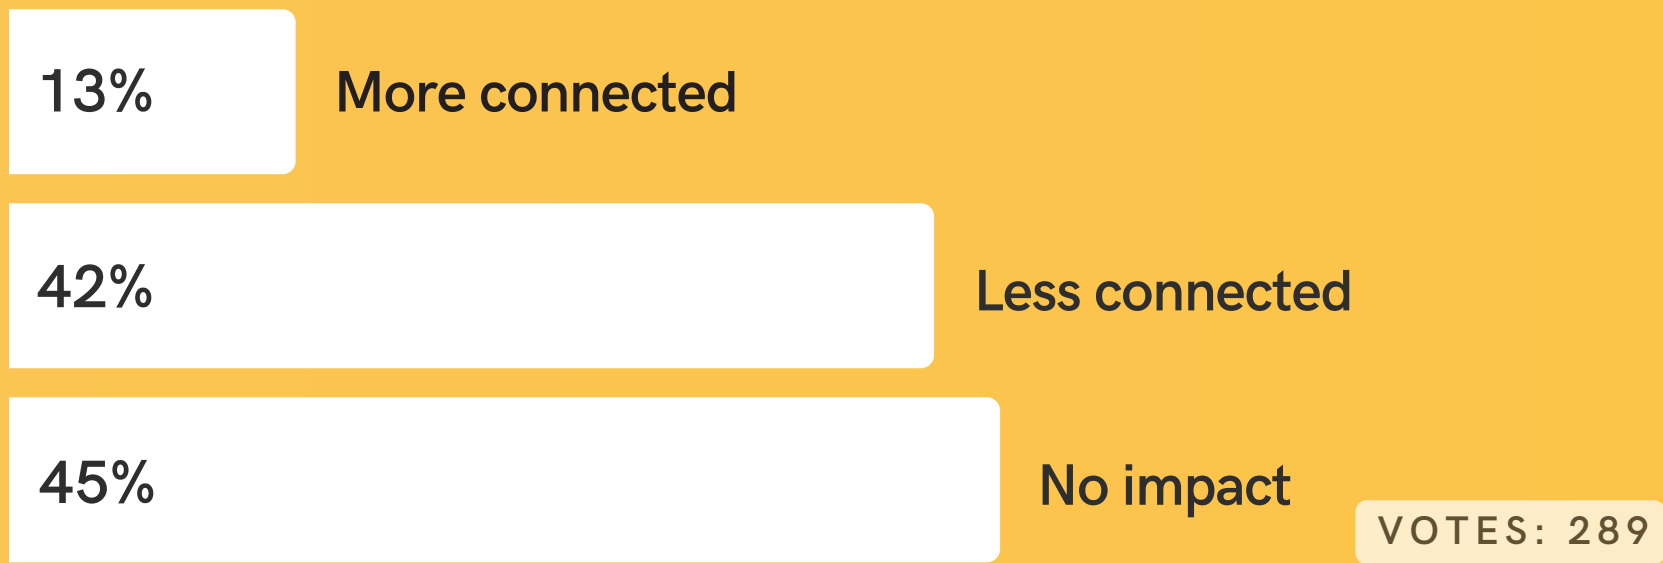 13% More connected
42% Less connected
45% No impact
VOTES: 289